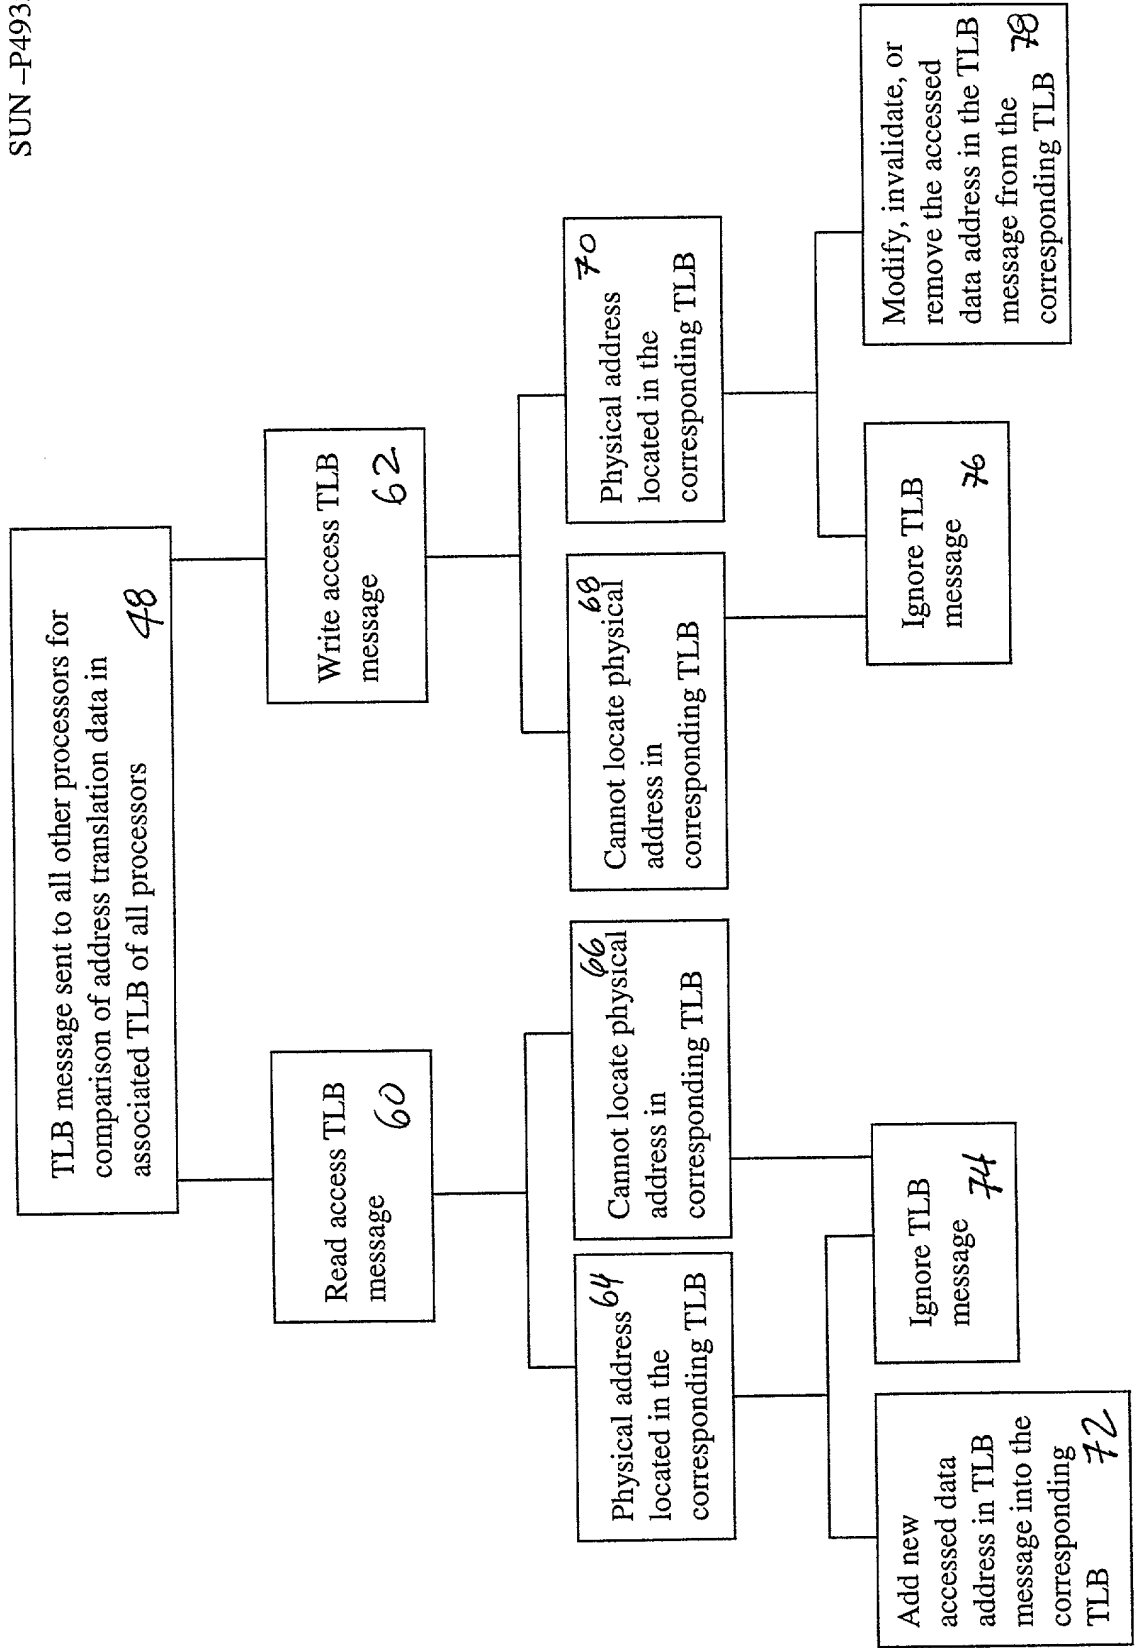 SUN –P493
TLB message sent to all other processors for
comparison of address translation data in
associated TLB of all processors
48
Read access TLB
message
60
Write access TLB
message
62
Physical address
64
located in the
corresponding TLB
Cannot locate physical
66
address in
corresponding TLB
Cannot locate physical
68
address in
corresponding TLB
Physical address
70
located in the
corresponding TLB
Add new
accessed data
address in TLB
message into the
corresponding
TLB
72
Ignore TLB
message
74
Ignore TLB
message
76
Modify, invalidate, or
remove the accessed
data address in the TLB
message from the
corresponding TLB
78